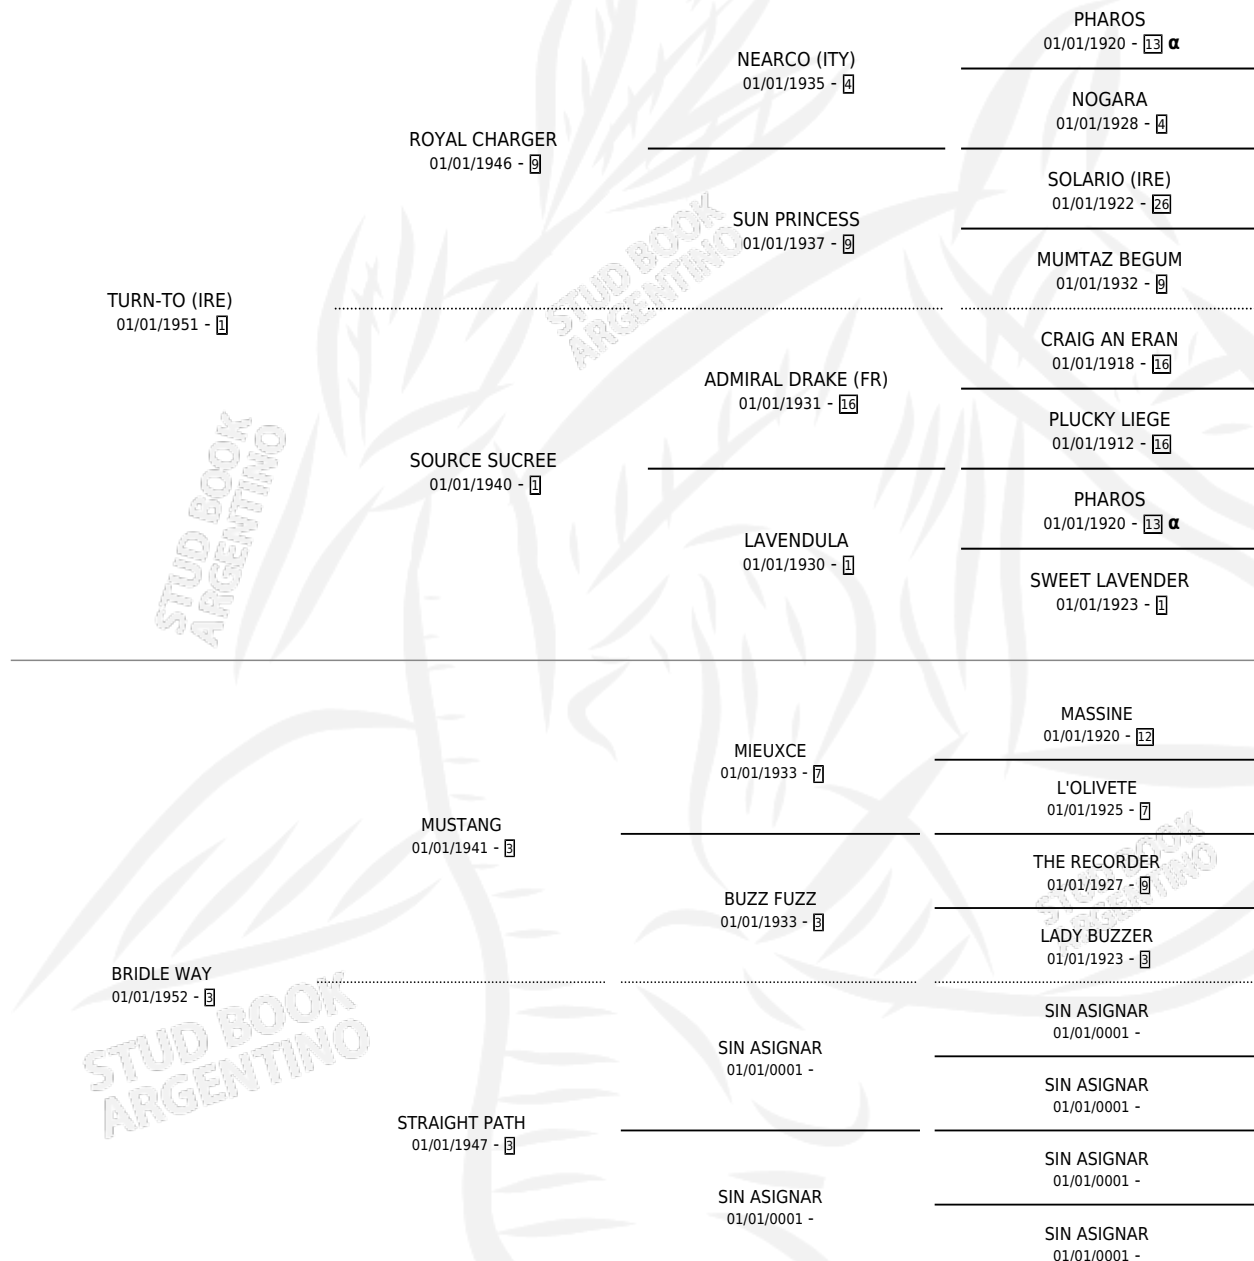 PHAROS
01/01/1920 - 13 α
NEARCO (ITY)
01/01/1935 - 4
NOGARA
01/01/1928 - 4
ROYAL CHARGER
01/01/1946 - 9
SOLARIO (IRE)
01/01/1922 - 26
SUN PRINCESS
01/01/1937 - 9
MUMTAZ BEGUM
01/01/1932 - 9
TURN-TO (IRE)
01/01/1951 - 1
CRAIG AN ERAN
01/01/1918 - 16
ADMIRAL DRAKE (FR)
01/01/1931 - 16
PLUCKY LIEGE
01/01/1912 - 16
SOURCE SUCREE
01/01/1940 - 1
PHAROS
01/01/1920 - 13 α
LAVENDULA
01/01/1930 - 1
SWEET LAVENDER
01/01/1923 - 1
MASSINE
01/01/1920 - 12
MIEUXCE
01/01/1933 - 7
L'OLIVETE
01/01/1925 - 7
MUSTANG
01/01/1941 - 3
THE RECORDER
01/01/1927 - 9
BUZZ FUZZ
01/01/1933 - 3
LADY BUZZER
01/01/1923 - 3
BRIDLE WAY
01/01/1952 - 3
SIN ASIGNAR
01/01/0001 -
SIN ASIGNAR
01/01/0001 -
SIN ASIGNAR
01/01/0001 -
STRAIGHT PATH
01/01/1947 - 3
SIN ASIGNAR
01/01/0001 -
SIN ASIGNAR
01/01/0001 -
SIN ASIGNAR
01/01/0001 -
STUD BOOK
ARGENTINO
STUD BOOK
ARGENTINO
STUD BOOK
ARGENTINO
STUD BOOK
ARGENTINO